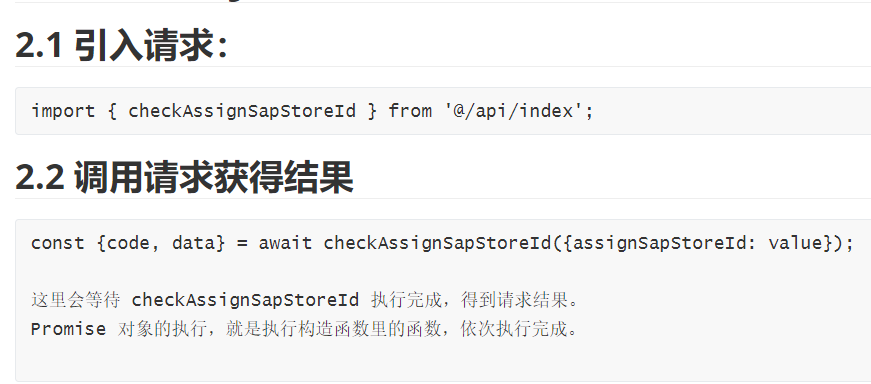 2.1 引入请求：
import { checkAssignSapStoreId } from '@/api/index';
2.2 调用请求获得结果
const {code, data} = await checkAssignSapStoreId({assignSapStoreId: value});
这里会等待 checkAssignSapStoreId 执行完成，得到请求结果。
Promise 对象的执行，就是执行构造函数里的函数，依次执行完成。